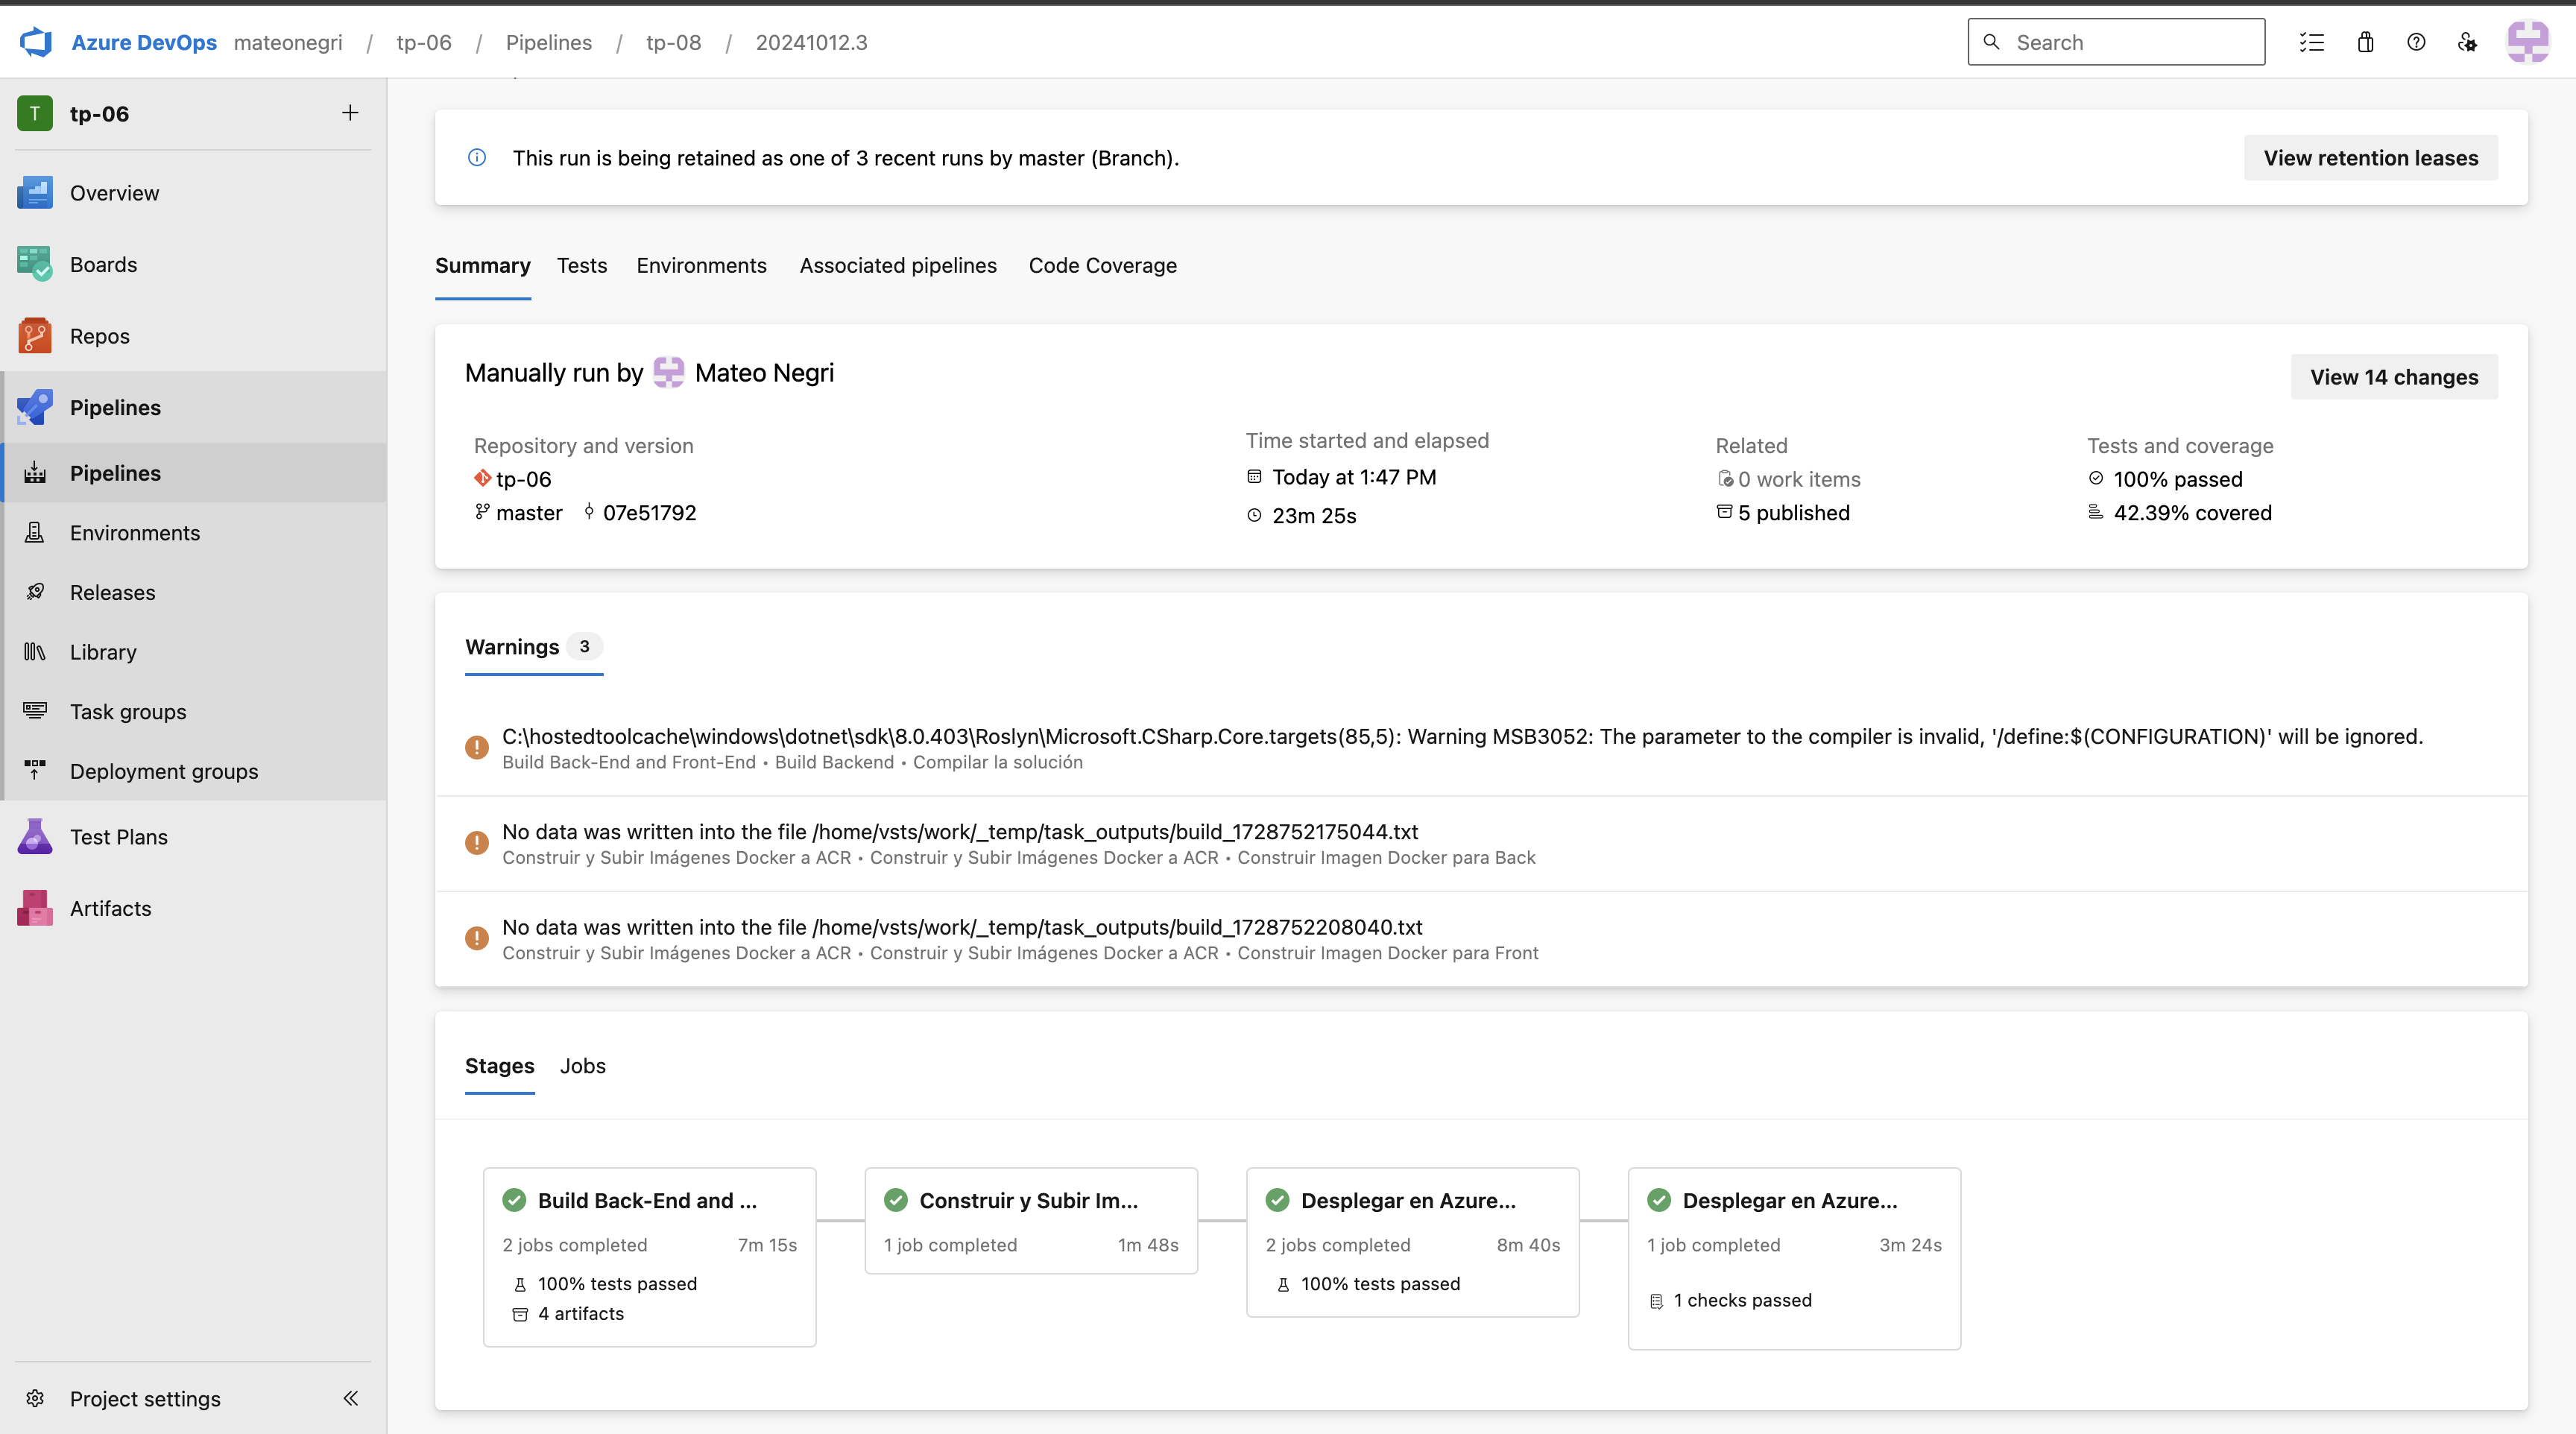 Azure DevOps mateonegri / tp-06 / Pipelines / tp-08 / 20241012.3
Search
T tp-06
Overview
Boards
Repos
Pipelines
Pipelines
Environments
Releases
Library
Task groups
Deployment groups
Test Plans
Artifacts
Project settings
This run is being retained as one of 3 recent runs by master (Branch).
View retention leases
Summary Tests Environments Associated pipelines Code Coverage
Manually run by Mateo Negri
View 14 changes
Repository and version
tp-06
master 07e51792
Time started and elapsed
Today at 1:47 PM
23m 25s
Related
0 work items
5 published
Tests and coverage
100% passed
42.39% covered
Warnings 3
C:\hostedtoolcache\windows\dotnet\sdk\8.0.403\Roslyn\Microsoft.CSharp.Core.targets(85,5): Warning MSB3052: The parameter to the compiler is invalid, '/define:$(CONFIGURATION)' will be ignored.
Build Back-End and Front-End • Build Backend • Compilar la solución
No data was written into the file /home/vsts/work/_temp/task_outputs/build_1728752175044.txt
Construir y Subir Imágenes Docker a ACR • Construir y Subir Imágenes Docker a ACR • Construir Imagen Docker para Back
No data was written into the file /home/vsts/work/_temp/task_outputs/build_1728752208040.txt
Construir y Subir Imágenes Docker a ACR • Construir y Subir Imágenes Docker a ACR • Construir Imagen Docker para Front
Stages Jobs
Build Back-End and ...
2 jobs completed 7m 15s
100% tests passed
4 artifacts
Construir y Subir Im...
1 job completed 1m 48s
Desplegar en Azure...
2 jobs completed 8m 40s
100% tests passed
Desplegar en Azure...
1 job completed 3m 24s
1 checks passed